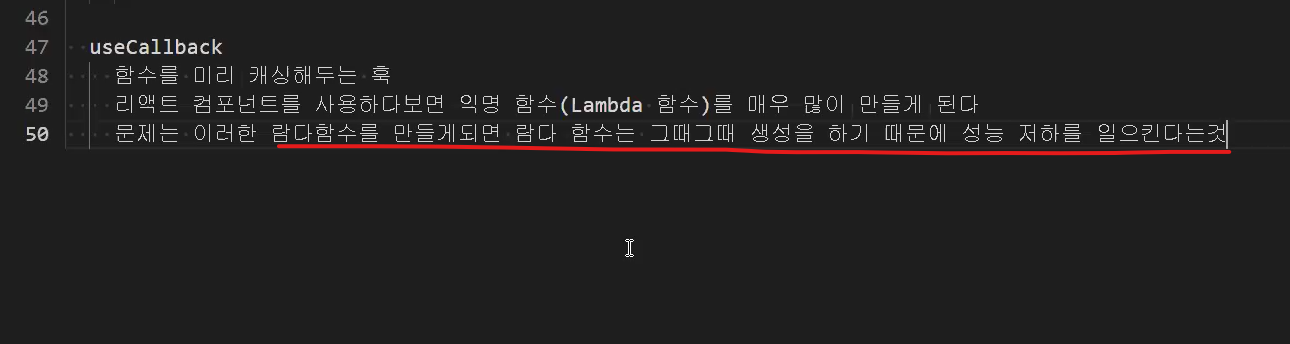 46
47 useCallback
48 함수를 미리 캐싱해두는 훅
49 리액트 컴포넌트를 사용하다보면 익명 함수(Lambda 함수)를 매우 많이 만들게 된다
50 문제는 이러한 람다함수를 만들게되면 람다 함수는 그때그때 생성을 하기 때문에 성능 저하를 일으킨다는것